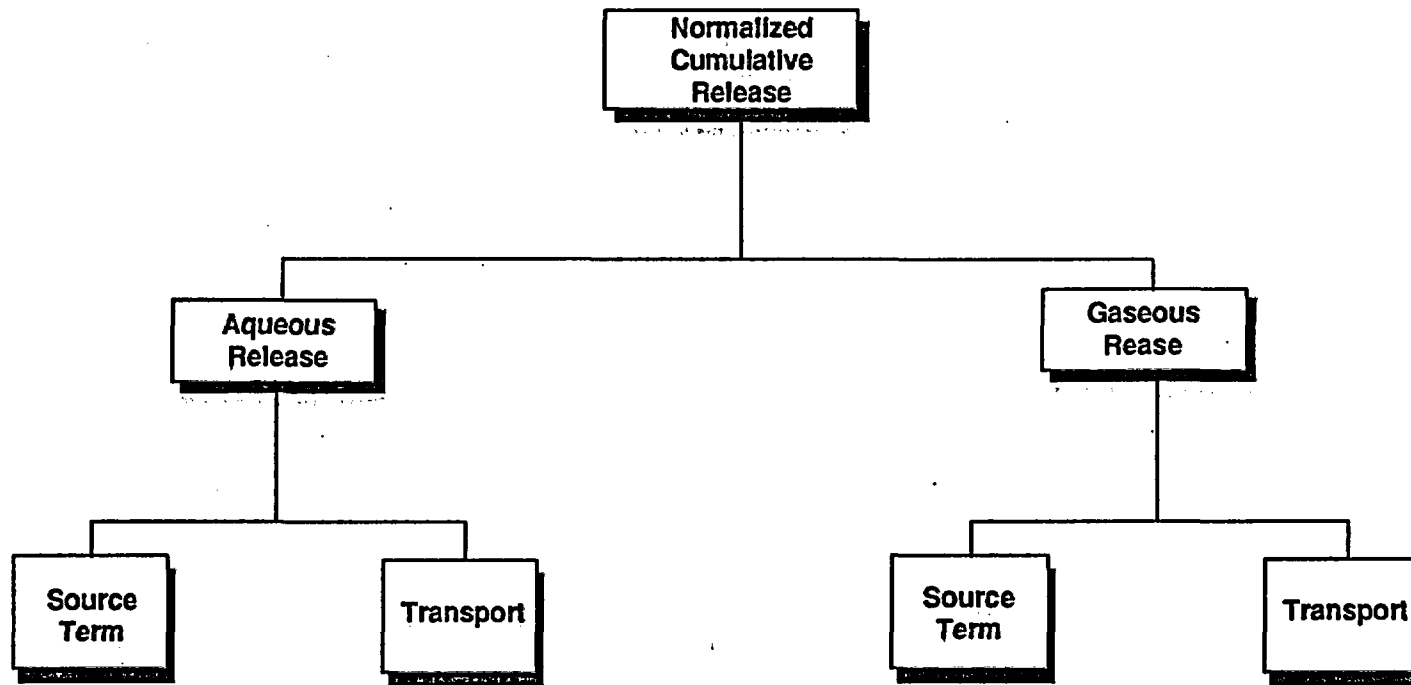 Normalized
Cumulative
Release
Aqueous
Release
Gaseous
Rease
Source
Term
Transport
Source
Term
Transport